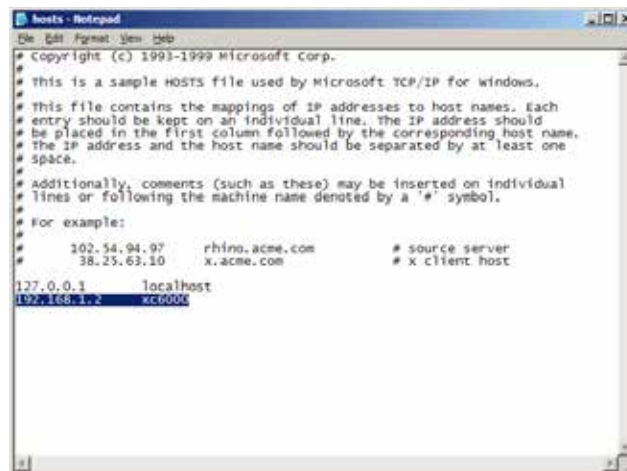 hosts - Notepad
File Edit Format View Help
# Copyright (c) 1993-1999 Microsoft Corp.
#
# This is a sample HOSTS file used by Microsoft TCP/IP for Windows.
#
# This file contains the mappings of IP addresses to host names. Each
# entry should be kept on an individual line. The IP address should
# be placed in the first column followed by the corresponding host name.
# The IP address and the host name should be separated by at least one
# space.
#
# Additionally, comments (such as these) may be inserted on individual
# lines or following the machine name denoted by a '#' symbol.
#
# For example:
#
# 102.54.94.97 rhino.acme.com # source server
# 38.25.63.10 x.acme.com # x client host
127.0.0.1 localhost
192.168.1.2 xc6000